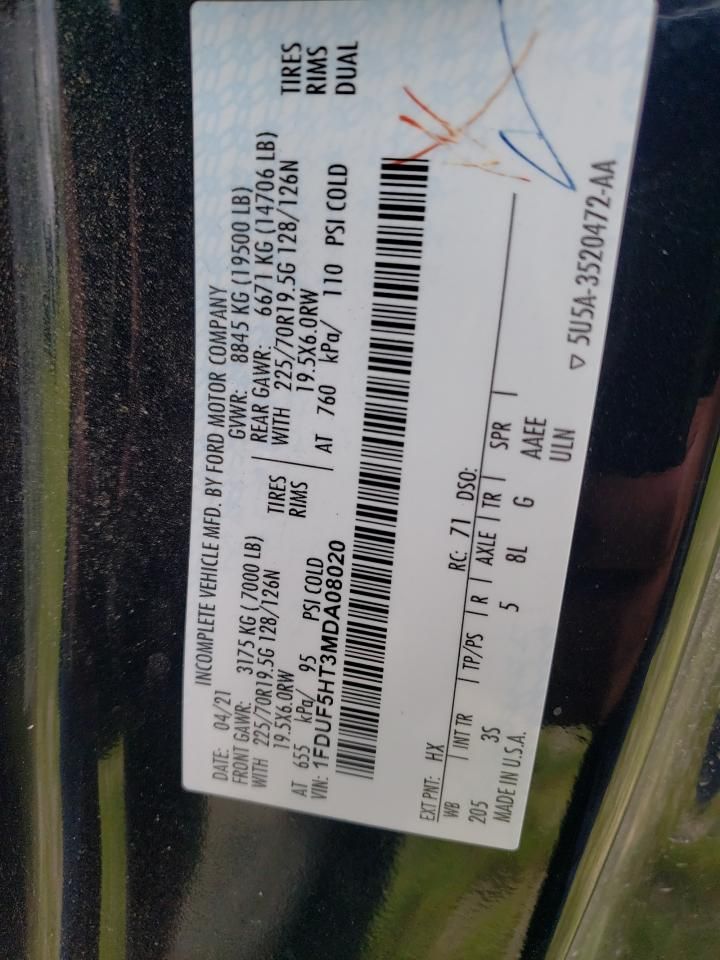 INCOMPLETE VEHICLE MFD. BY FORD MOTOR COMPANY
DATE: 04/21 GVWR: 8845 KG (19500 LB)
FRONT GAWR: 3175 KG ( 7000 LB) REAR GAWR: 6671 KG (14706 LB)
WITH 225/70R19.5G 128/126N TIRES WITH 225/70R19.5G 128/126N TIRES
19.5X6.0RW RIMS 19.5X6.0RW RIMS
AT 655 kPa/ 95 PSI COLD AT 760 kPa/ 110 PSI COLD DUAL
VIN: 1FDUF5HT3MDA08020
EXT PNT: HX RC: 71 DSO:
WB INT TR TP/PS R AXLE TR SPR
205 3S 5 8L G AAEE
MADE IN U.S.A. ULN
▽ 5U5A-3520472-AA